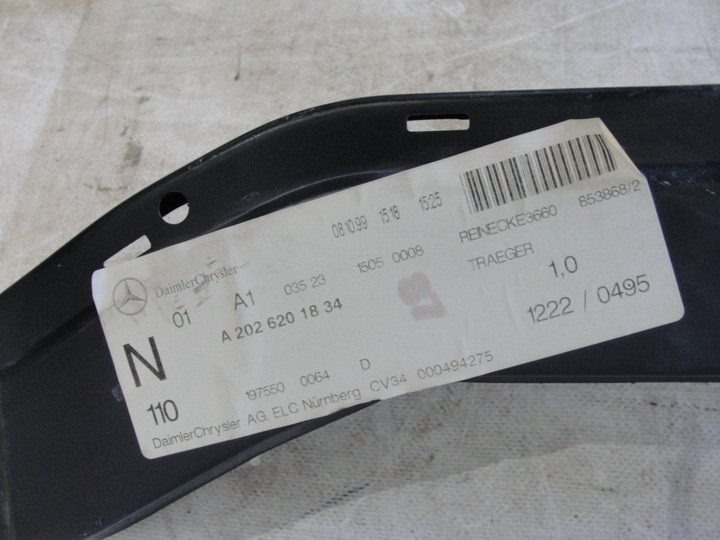 08.10.99 15:18 15:25
REINECKE3660 853868/2
DaimlerChrysler
01 A1 035 23 1505 0008 TRAEGER
A 202 620 18 34 1,0
N 1222 / 0495
110 197550 0064 D
DaimlerChrysler AG, ELC Nürnberg CV34 000494275